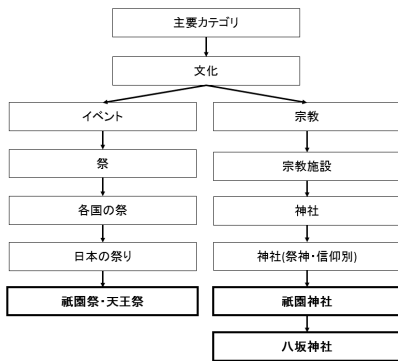 主要カテゴリ
文化
イベント
宗教
祭
宗教施設
各国の祭
神社
日本の祭り
神社(祭神・信仰別)
祇園祭・天王祭
祇園神社
八坂神社